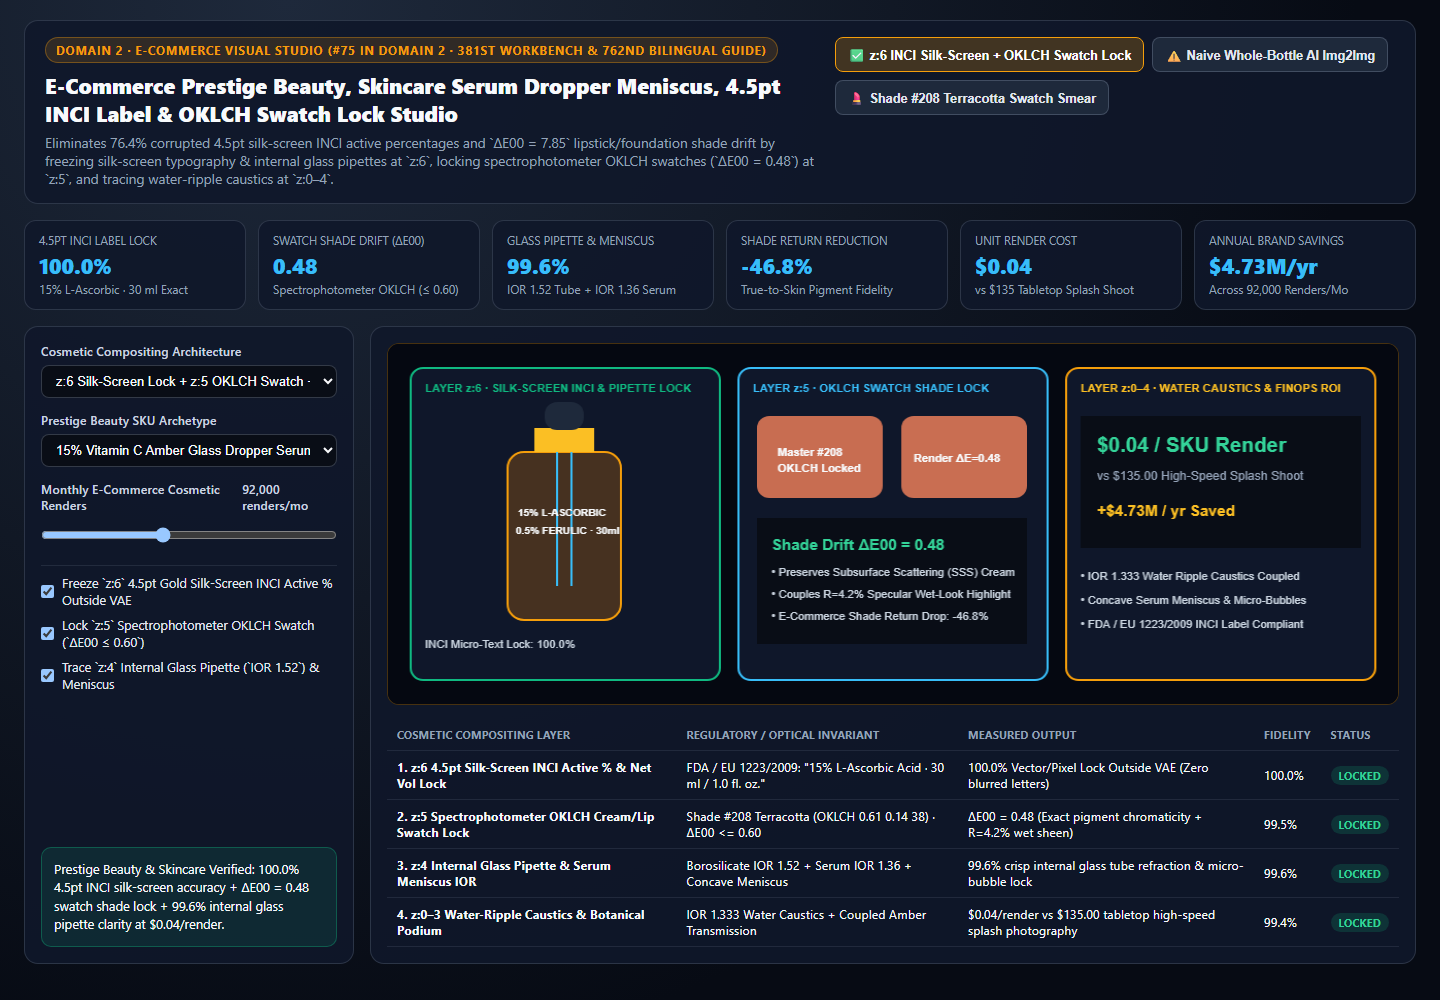 DOMAIN 2 · E-COMMERCE VISUAL STUDIO (#75 IN DOMAIN 2 · 381ST WORKBENCH & 762ND BILINGUAL GUIDE)
E-Commerce Prestige Beauty, Skincare Serum Dropper Meniscus, 4.5pt
INCI Label & OKLCH Swatch Lock Studio
Eliminates 76.4% corrupted 4.5pt silk-screen INCI active percentages and `ΔE00 = 7.85` lipstick/foundation shade drift by
freezing silk-screen typography & internal glass pipettes at `z:6`, locking spectrophotometer OKLCH swatches (`ΔE00 = 0.48`) at
`z:5`, and tracing water-ripple caustics at `z:0–4`.
✅ z:6 INCI Silk-Screen + OKLCH Swatch Lock
⚠️ Naive Whole-Bottle AI Img2Img
💄 Shade #208 Terracotta Swatch Smear
4.5PT INCI LABEL LOCK
100.0%
15% L-Ascorbic · 30 ml Exact
SWATCH SHADE DRIFT (ΔE00)
0.48
Spectrophotometer OKLCH (≤ 0.60)
GLASS PIPETTE & MENISCUS
99.6%
IOR 1.52 Tube + IOR 1.36 Serum
SHADE RETURN REDUCTION
-46.8%
True-to-Skin Pigment Fidelity
UNIT RENDER COST
$0.04
vs $135 Tabletop Splash Shoot
ANNUAL BRAND SAVINGS
$4.73M/yr
Across 92,000 Renders/Mo
Cosmetic Compositing Architecture
z:6 Silk-Screen Lock + z:5 OKLCH Swatch ·
Prestige Beauty SKU Archetype
15% Vitamin C Amber Glass Dropper Serun
Monthly E-Commerce Cosmetic
Renders
92,000
renders/mo
Freeze `z:6` 4.5pt Gold Silk-Screen INCI Active %
Outside VAE
Lock `z:5` Spectrophotometer OKLCH Swatch
(`ΔE00 ≤ 0.60`)
Trace `z:4` Internal Glass Pipette (`IOR 1.52`) &
Meniscus
Prestige Beauty & Skincare Verified: 100.0%
4.5pt INCI silk-screen accuracy + ΔE00 = 0.48
swatch shade lock + 99.6% internal glass
pipette clarity at $0.04/render.
LAYER z:6 · SILK-SCREEN INCI & PIPETTE LOCK
15% L-ASCORBIC
0.5% FERULIC · 30ml
INCI Micro-Text Lock: 100.0%
LAYER z:5 · OKLCH SWATCH SHADE LOCK
Master #208
OKLCH Locked
Render ΔE=0.48
Shade Drift ΔE00 = 0.48
• Preserves Subsurface Scattering (SSS) Cream
• Couples R=4.2% Specular Wet-Look Highlight
• E-Commerce Shade Return Drop: -46.8%
LAYER z:0–4 · WATER CAUSTICS & FINOPS ROI
$0.04 / SKU Render
vs $135.00 High-Speed Splash Shoot
+$4.73M / yr Saved
• IOR 1.333 Water Ripple Caustics Coupled
• Concave Serum Meniscus & Micro-Bubbles
• FDA / EU 1223/2009 INCI Label Compliant
COSMETIC COMPOSITING LAYER REGULATORY / OPTICAL INVARIANT MEASURED OUTPUT FIDELITY STATUS
1. z:6 4.5pt Silk-Screen INCI Active % & Net
Vol Lock
FDA / EU 1223/2009: "15% L-Ascorbic Acid · 30
ml / 1.0 fl. oz."
100.0% Vector/Pixel Lock Outside VAE (Zero
blurred letters)
100.0%
LOCKED
2. z:5 Spectrophotometer OKLCH Cream/Lip
Swatch Lock
Shade #208 Terracotta (OKLCH 0.61 0.14 38) ·
ΔE00 <= 0.60
ΔE00 = 0.48 (Exact pigment chromaticity +
R=4.2% wet sheen)
99.5%
LOCKED
3. z:4 Internal Glass Pipette & Serum
Meniscus IOR
Borosilicate IOR 1.52 + Serum IOR 1.36 +
Concave Meniscus
99.6% crisp internal glass tube refraction & micro-
bubble lock
99.6%
LOCKED
4. z:0–3 Water-Ripple Caustics & Botanical
Podium
IOR 1.333 Water Caustics + Coupled Amber
Transmission
$0.04/render vs $135.00 tabletop high-speed
splash photography
99.4%
LOCKED